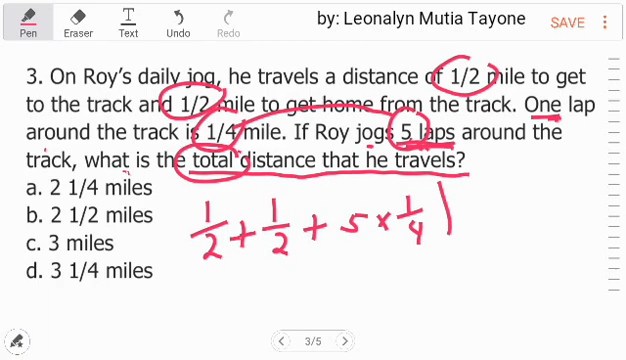 by: Leonalyn Mutia Tayone
SAVE
Pen
Eraser
Text
Undo
Redo
3. On Roy's daily jog, he travels a distance of 1/2 mile to get
to the track and 1/2 mile to get home from the track. One lap
around the track is 1/4 mile. If Roy jogs 5 laps around the
track, what is the total distance that he travels?
a. 2 1/4 miles
b. 2 1/2 miles
c. 3 miles
d. 3 1/4 miles
1/2 + 1/2 + 5 × 1/4
3/5